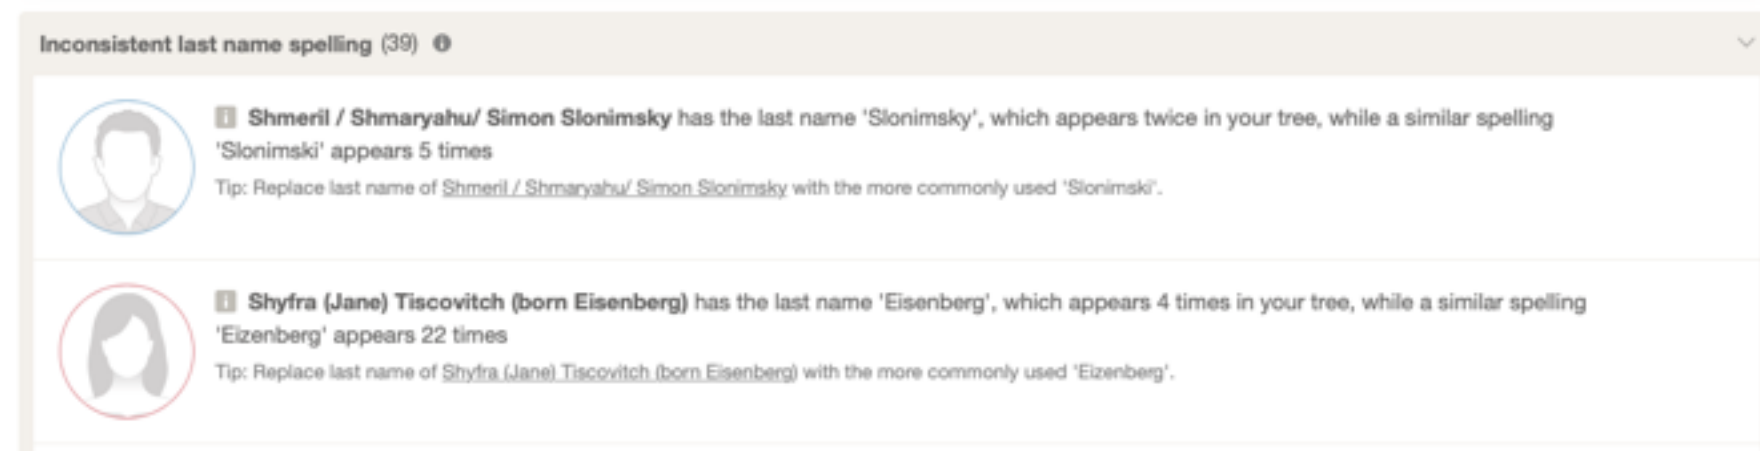 Inconsistent last name spelling (39)
Shmeril / Shmaryahu/ Simon Slonimsky has the last name 'Slonimsky', which appears twice in your tree, while a similar spelling
'Slonimski' appears 5 times
Tip: Replace last name of Shmeril / Shmaryahu/ Simon Slonimsky with the more commonly used 'Slonimski'.
Shyfra (Jane) Tiscovitch (born Eisenberg) has the last name 'Eisenberg', which appears 4 times in your tree, while a similar spelling
'Eizenberg' appears 22 times
Tip: Replace last name of Shyfra (Jane) Tiscovitch (born Eisenberg) with the more commonly used 'Eizenberg'.